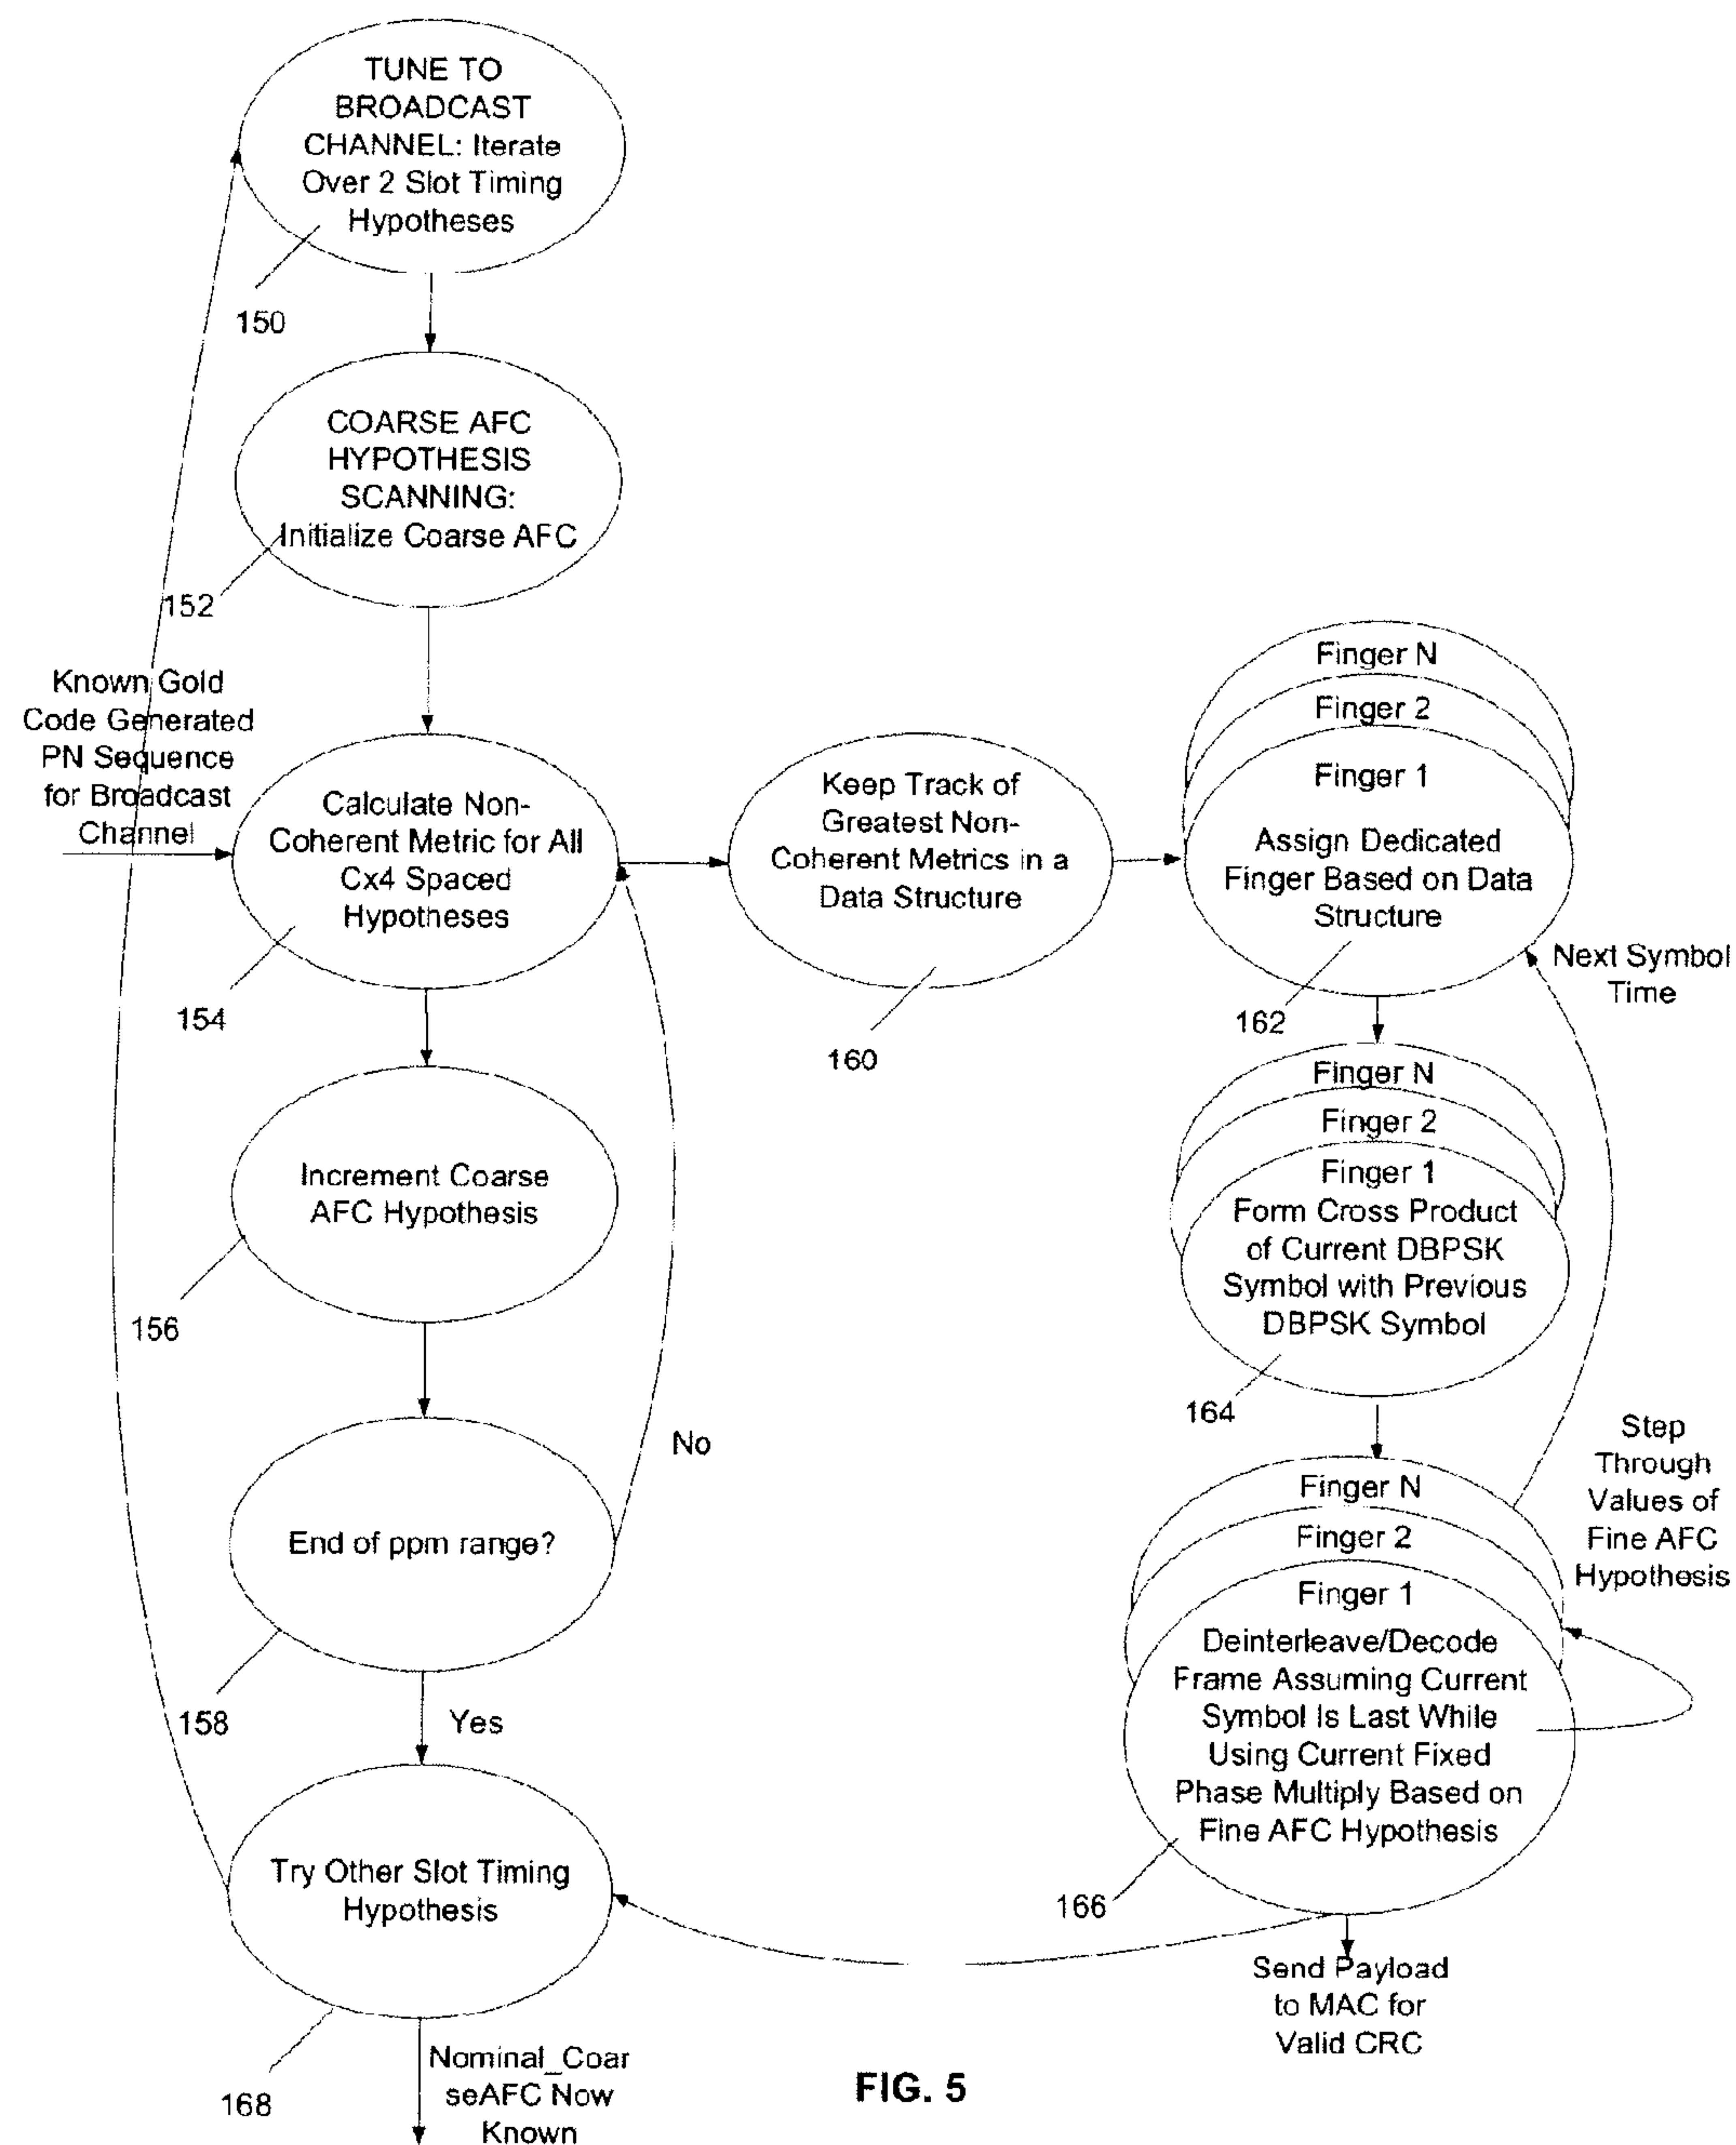 TUNE TO
BROADCAST
CHANNEL: Iterate
Over 2 Slot Timing
Hypotheses
150
COARSE AFC
HYPOTHESIS
SCANNING:
Initialize Coarse AFC
152
Known Gold
Code Generated
PN Sequence
for Broadcast
Channel
Calculate Non-
Coherent Metric for All
Cx4 Spaced
Hypotheses
154
Keep Track of
Greatest Non-
Coherent Metrics in a
Data Structure
160
Finger N
Finger 2
Finger 1
Assign Dedicated
Finger Based on Data
Structure
162
Next Symbol
Time
Increment Coarse
AFC Hypothesis
156
Finger N
Finger 2
Finger 1
Form Cross Product
of Current DBPSK
Symbol with Previous
DBPSK Symbol
164
End of ppm range?
No
158
Yes
Finger N
Finger 2
Finger 1
Deinterleave/Decode
Frame Assuming Current
Symbol Is Last While
Using Current Fixed
Phase Multiply Based on
Fine AFC Hypothesis
166
Step
Through
Values of
Fine AFC
Hypothesis
Try Other Slot Timing
Hypothesis
168
Nominal_Coar
seAFC Now
Known
Send Payload
to MAC for
Valid CRC
FIG. 5